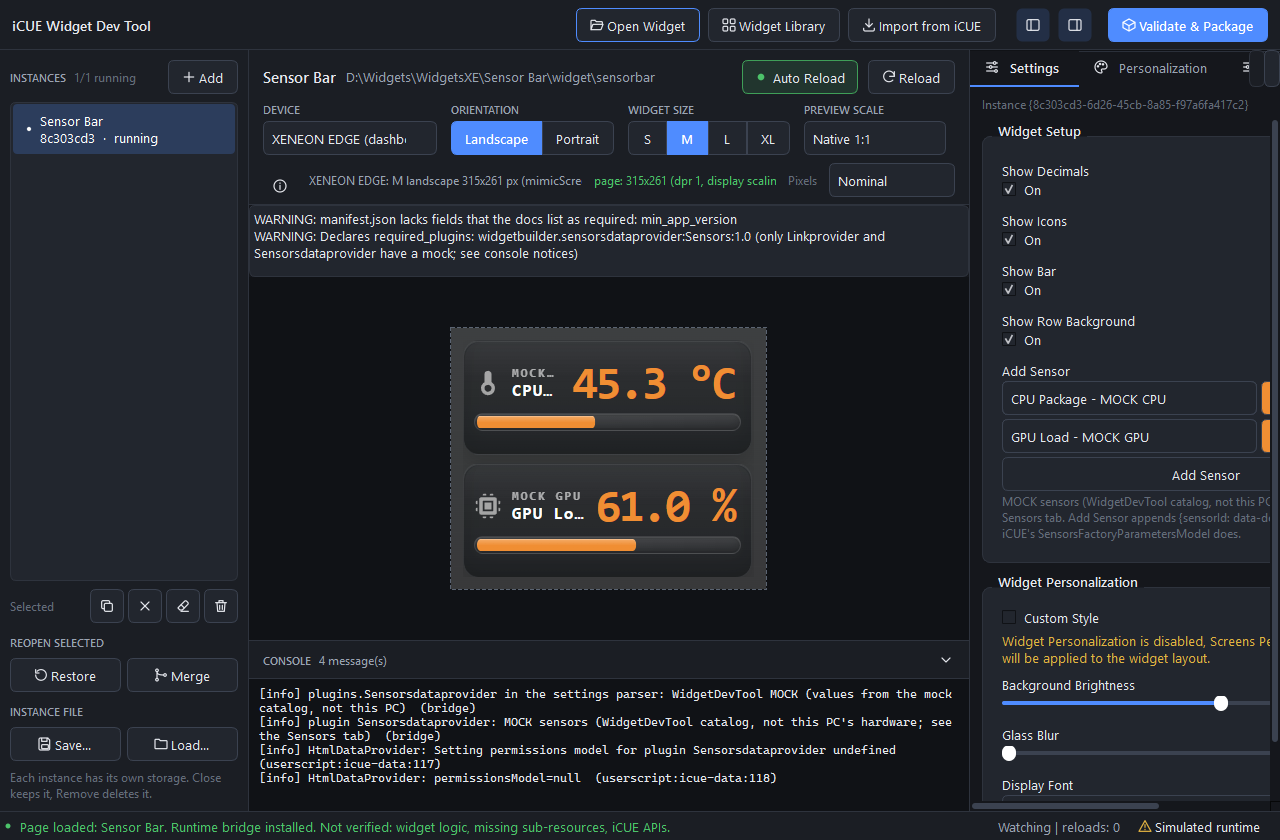 iCUE Widget Dev Tool
Open Widget
Widget Library
Import from iCUE
Validate & Package
INSTANCES 1/1 running
Add
Sensor Bar
8c303cd3 · running
Selected
REOPEN SELECTED
Restore
Merge
INSTANCE FILE
Save...
Load...
Each instance has its own storage. Close
keeps it, Remove deletes it.
Sensor Bar D:\Widgets\WidgetsXE\Sensor Bar\widget\sensorbar
Auto Reload
Reload
DEVICE
ORIENTATION
WIDGET SIZE
PREVIEW SCALE
XENEON EDGE (dashb
Landscape
Portrait
S
M
L
XL
Native 1:1
XENEON EDGE: M landscape 315x261 px (mimicScre
page: 315x261 (dpr 1, display scalin
Pixels
Nominal
WARNING: manifest.json lacks fields that the docs list as required: min_app_version
WARNING: Declares required_plugins: widgetbuilder.sensorsdataprovider:Sensors:1.0 (only Linkprovider and
Sensorsdataprovider have a mock; see console notices)
MOCK…
CPU…
45.3 °C
MOCK GPU
GPU Lo…
61.0 %
CONSOLE 4 message(s)
[info] plugins.Sensorsdataprovider in the settings parser: WidgetDevTool MOCK (values from the mock
catalog, not this PC) (bridge)
[info] plugin Sensorsdataprovider: MOCK sensors (WidgetDevTool catalog, not this PC's hardware; see
the Sensors tab) (bridge)
[info] HtmlDataProvider: Setting permissions model for plugin Sensorsdataprovider undefined
(userscript:icue-data:117)
[info] HtmlDataProvider: permissionsModel=null (userscript:icue-data:118)
Settings
Personalization
Instance {8c303cd3-6d26-45cb-8a85-f97a6fa417c2}
Widget Setup
Show Decimals
On
Show Icons
On
Show Bar
On
Show Row Background
On
Add Sensor
CPU Package - MOCK CPU
GPU Load - MOCK GPU
Add Sensor
MOCK sensors (WidgetDevTool catalog, not this PC
Sensors tab. Add Sensor appends {sensorId: data-d
iCUE's SensorsFactoryParametersModel does.
Widget Personalization
Custom Style
Widget Personalization is disabled, Screens Pe
will be applied to the widget layout.
Background Brightness
Glass Blur
Display Font
Page loaded: Sensor Bar. Runtime bridge installed. Not verified: widget logic, missing sub-resources, iCUE APIs.
Watching | reloads: 0
Simulated runtime